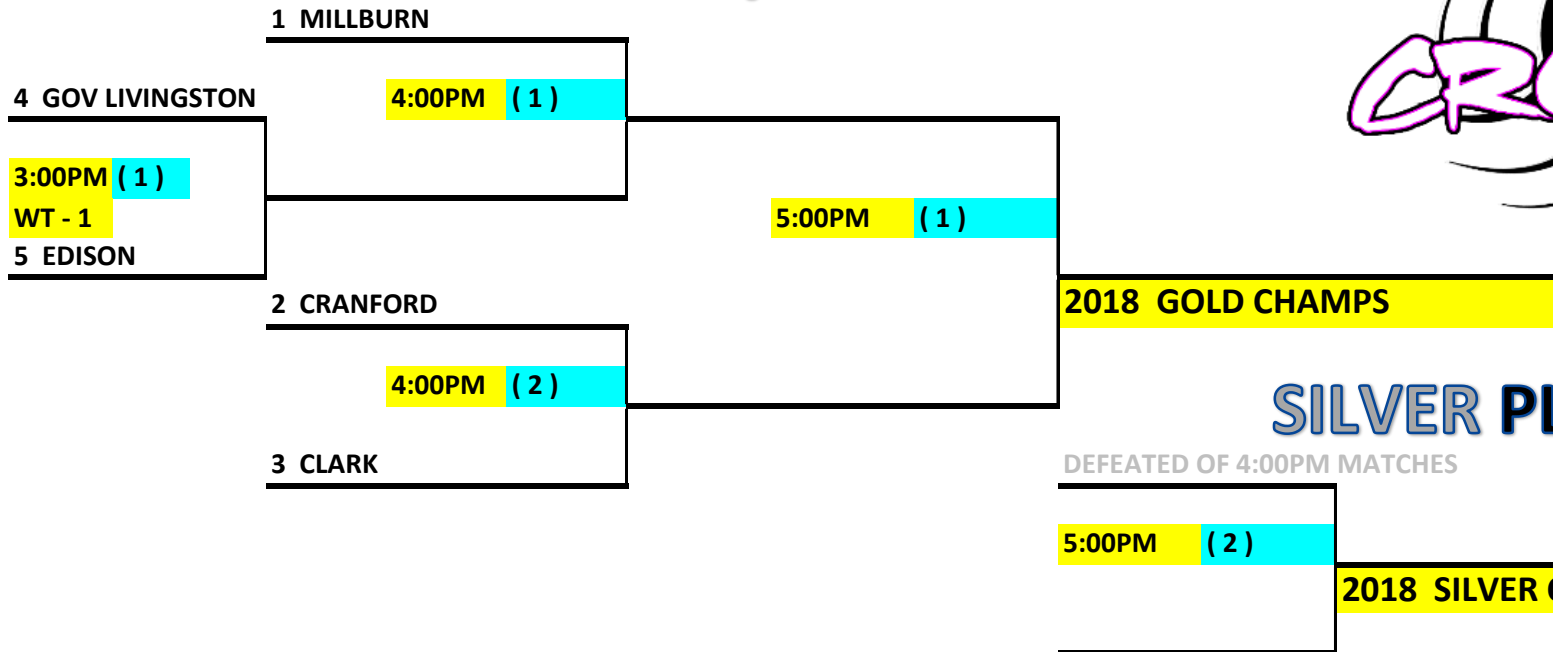 1 MILLBURN
4 GOV LIVINGSTON
4:00PM ( 1 )
3:00PM ( 1 )
WT - 1
5:00PM ( 1 )
5 EDISON
2 CRANFORD
2018 GOLD CHAMPS
4:00PM ( 2 )
SILVER
3 CLARK
DEFEATED OF 4:00PM MATCHES
5:00PM ( 2 )
2018 SILVER